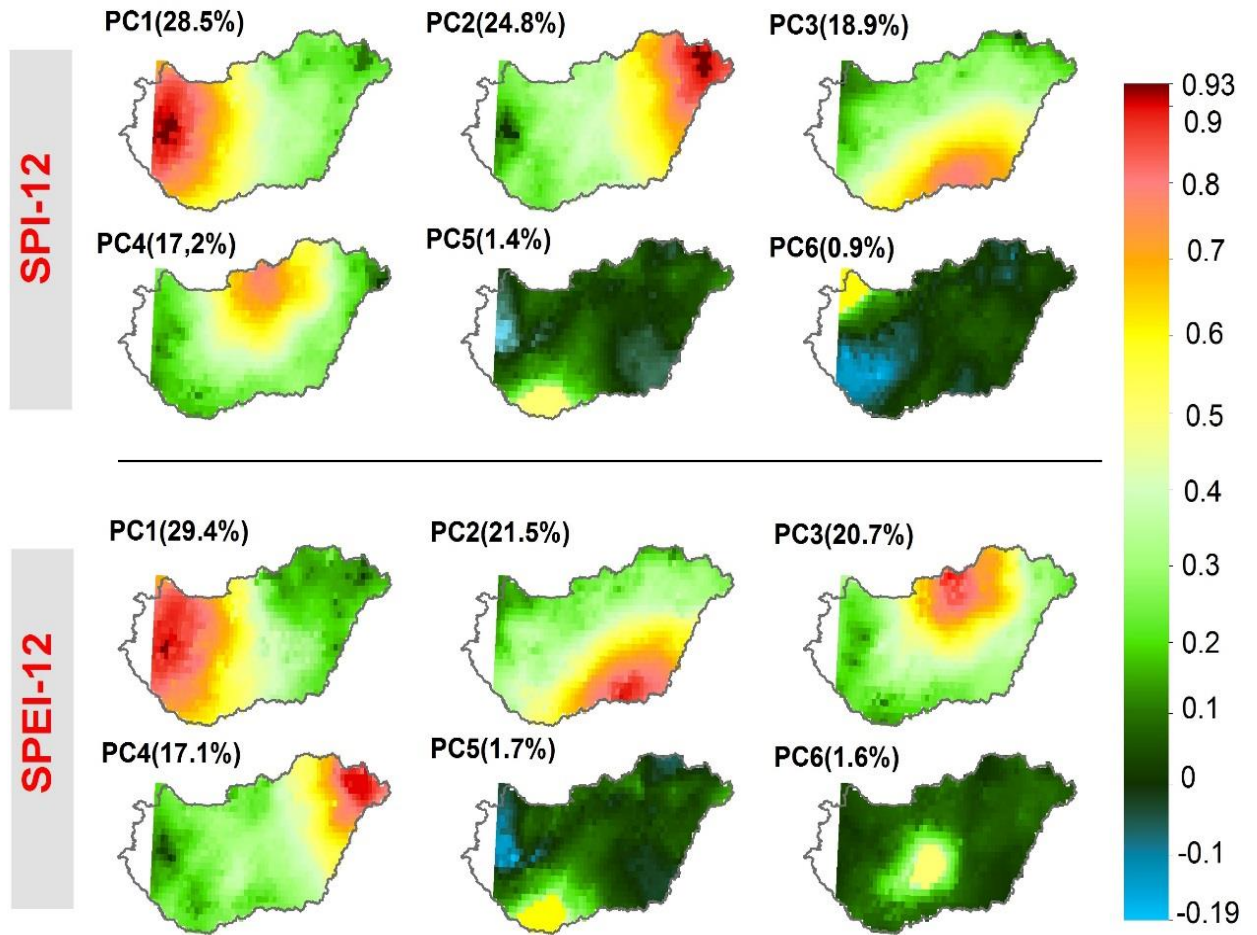 SPI-12
PC1(28.5%)
PC2(24.8%)
PC3(18.9%)
PC4(17,2%)
PC5(1.4%)
PC6(0.9%)
SPEI-12
PC1(29.4%)
PC2(21.5%)
PC3(20.7%)
PC4(17.1%)
PC5(1.7%)
PC6(1.6%)
0.93
0.9
0.8
0.7
0.6
0.5
0.4
0.3
0.2
0.1
0
-0.1
-0.19